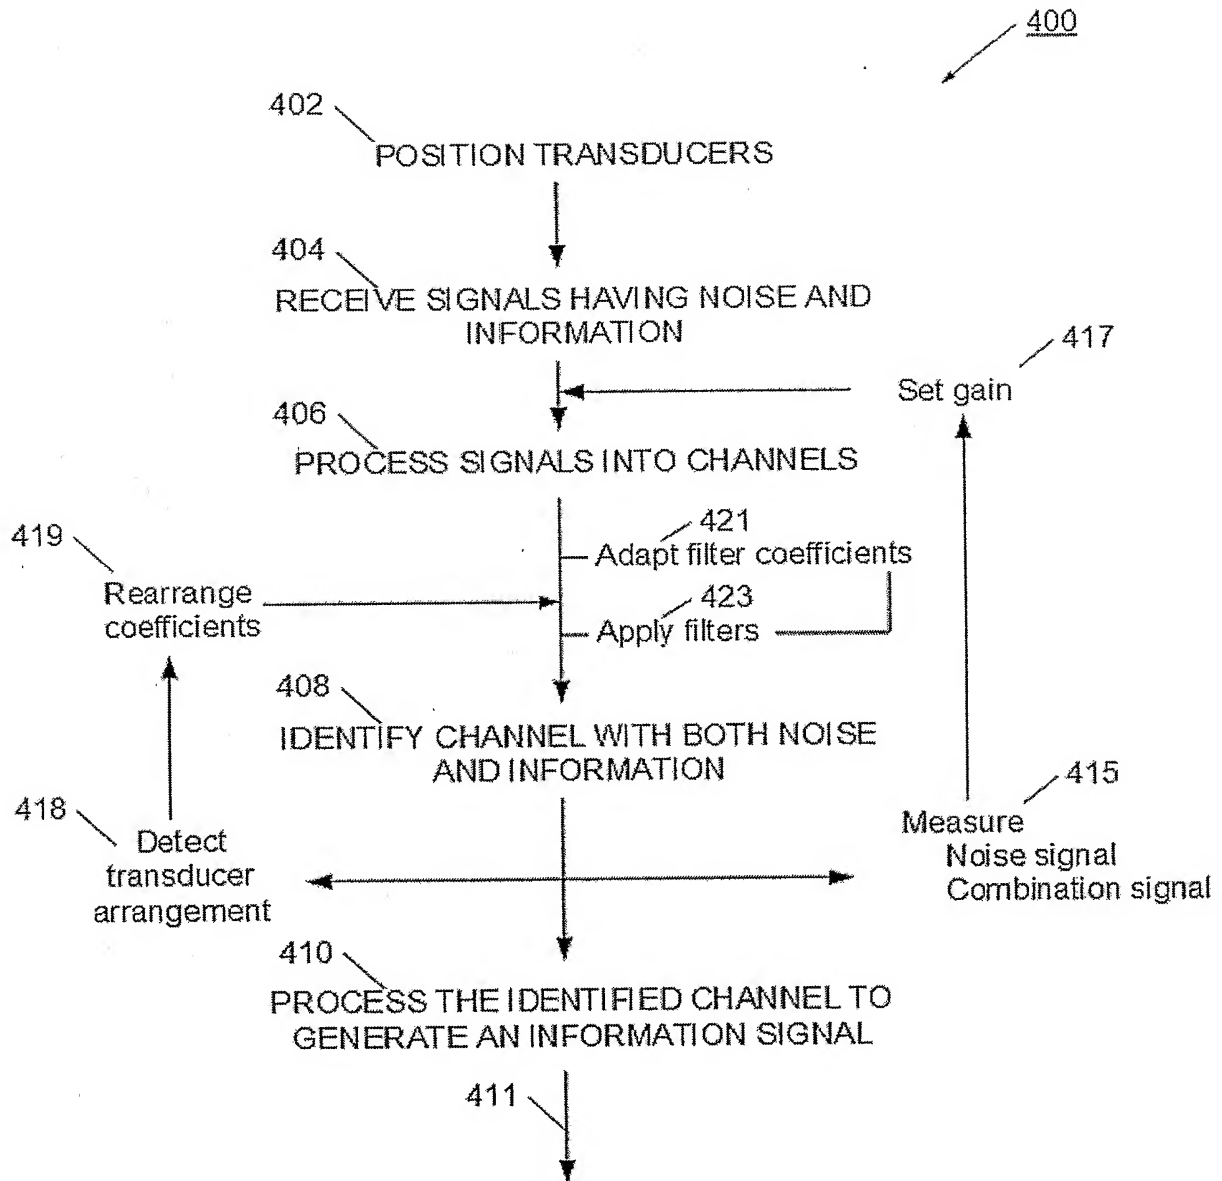 400
402
POSITION TRANSDUCERS
404
RECEIVE SIGNALS HAVING NOISE AND
INFORMATION
417
Set gain
406
PROCESS SIGNALS INTO CHANNELS
421
Adapt filter coefficients
419
Rearrange
coefficients
423
Apply filters
408
IDENTIFY CHANNEL WITH BOTH NOISE
AND INFORMATION
418
Detect
transducer
arrangement
415
Measure
Noise signal
Combination signal
410
PROCESS THE IDENTIFIED CHANNEL TO
GENERATE AN INFORMATION SIGNAL
411